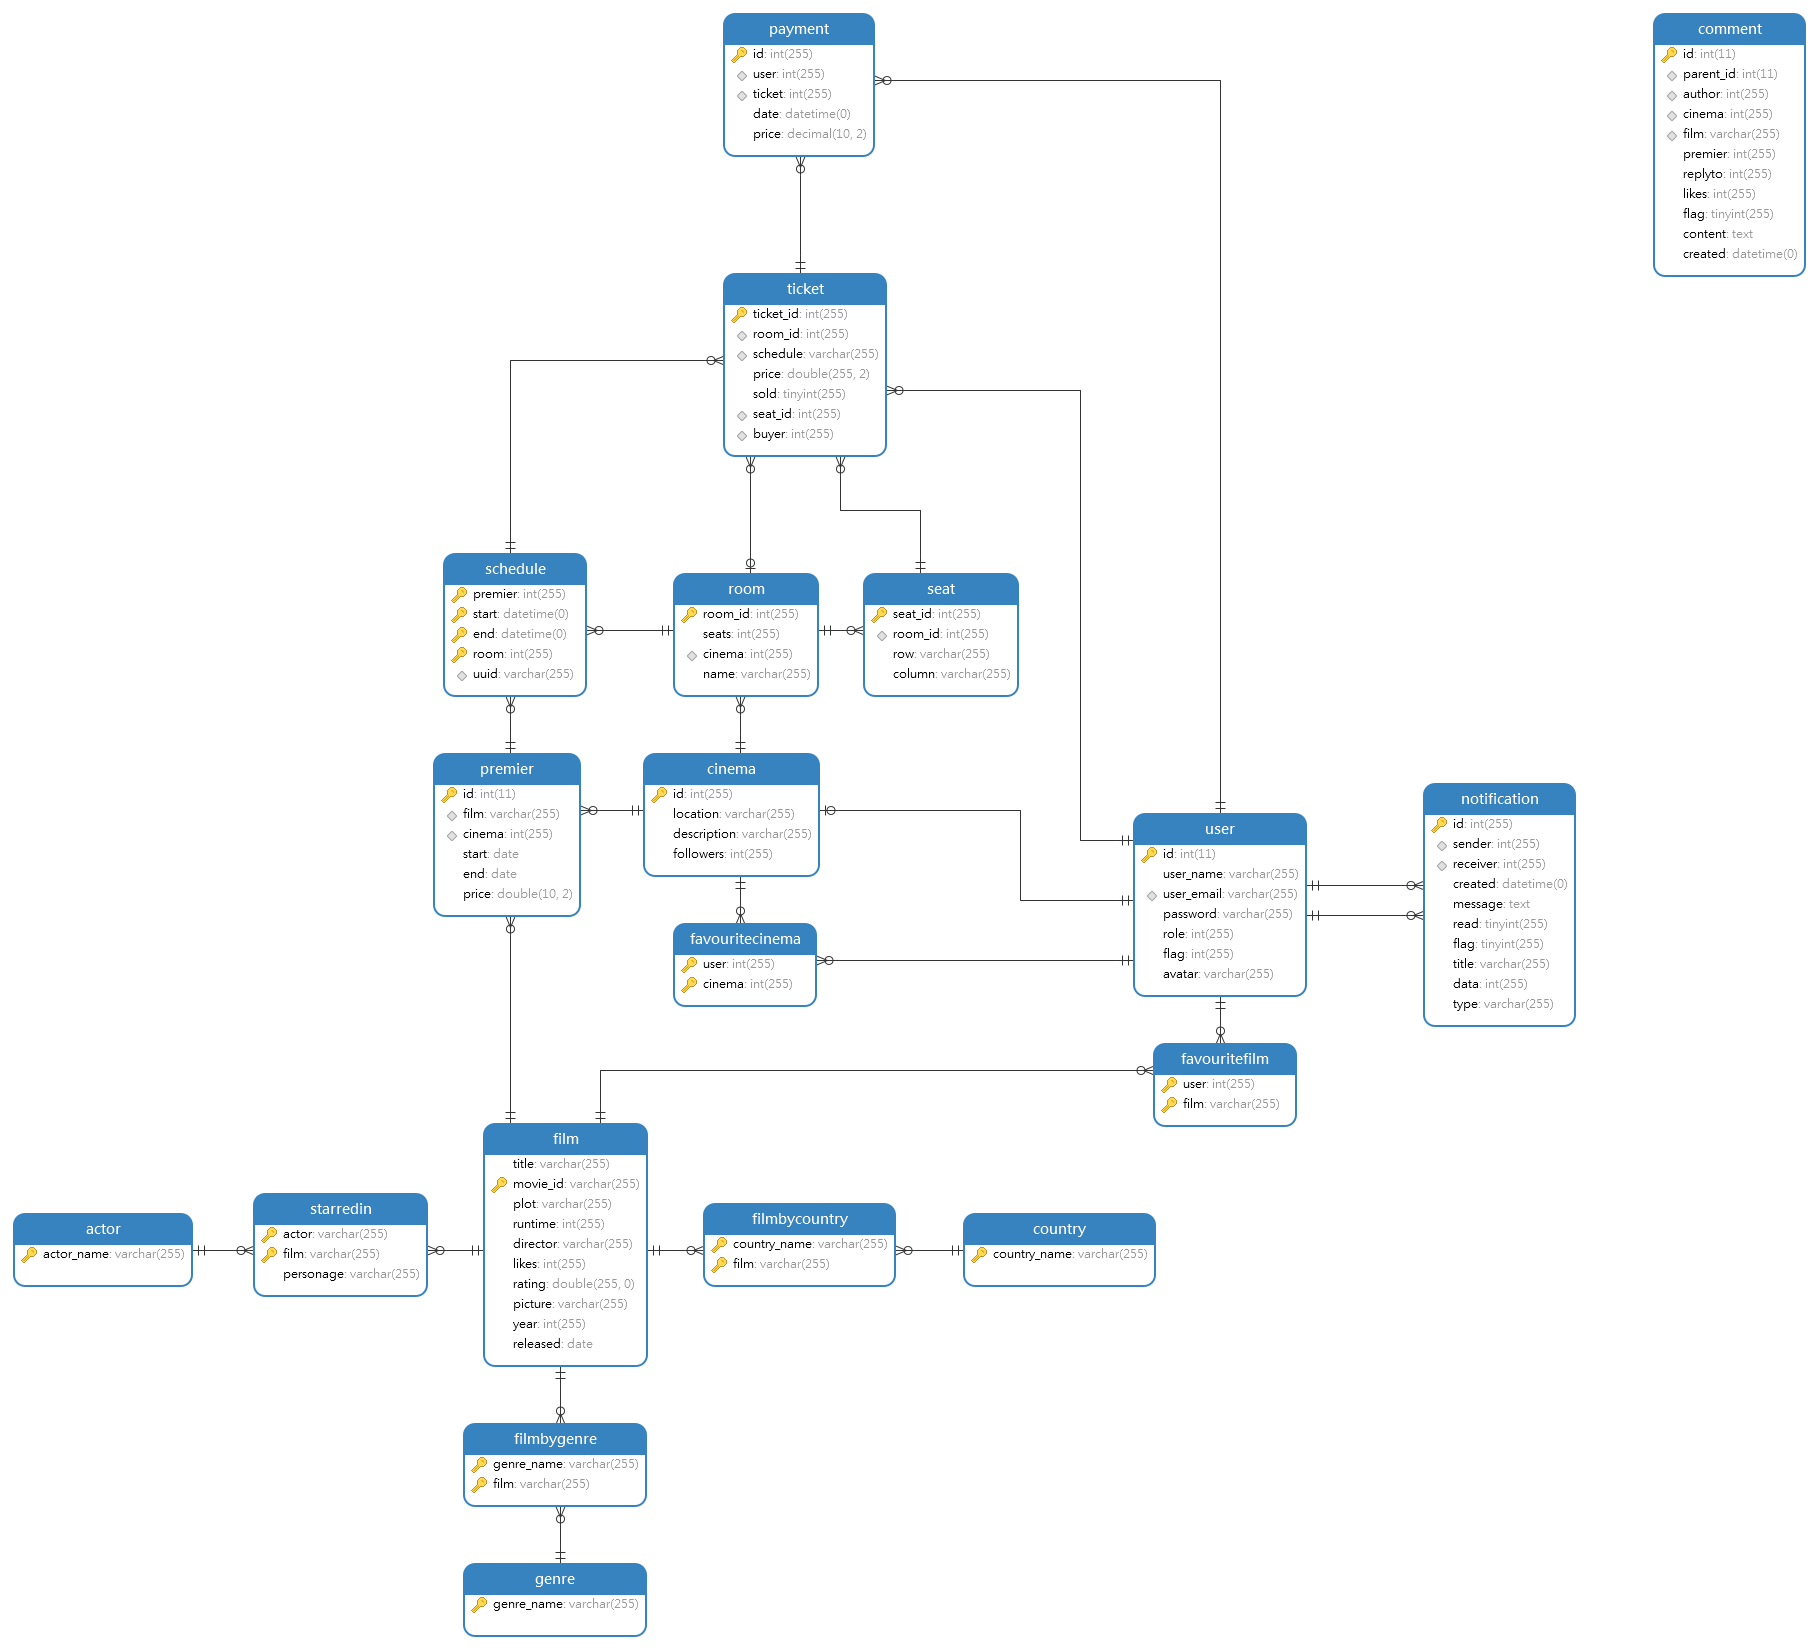 payment
id: int(255)
user: int(255)
ticket: int(255)
date: datetime(0)
price: decimal(10, 2)
comment
id: int(11)
parent_id: int(11)
author: int(255)
cinema: int(255)
film: varchar(255)
premier: int(255)
replyto: int(255)
likes: int(255)
flag: tinyint(255)
content: text
created: datetime(0)
ticket
ticket_id: int(255)
room_id: int(255)
schedule: varchar(255)
price: double(255, 2)
sold: tinyint(255)
seat_id: int(255)
buyer: int(255)
schedule
premier: int(255)
start: datetime(0)
end: datetime(0)
room: int(255)
uuid: varchar(255)
room
room_id: int(255)
seats: int(255)
cinema: int(255)
name: varchar(255)
seat
seat_id: int(255)
room_id: int(255)
row: varchar(255)
column: varchar(255)
premier
id: int(11)
film: varchar(255)
cinema: int(255)
start: date
end: date
price: double(10, 2)
cinema
id: int(255)
location: varchar(255)
description: varchar(255)
followers: int(255)
user
id: int(11)
user_name: varchar(255)
user_email: varchar(255)
password: varchar(255)
role: int(255)
flag: int(255)
avatar: varchar(255)
notification
id: int(255)
sender: int(255)
receiver: int(255)
created: datetime(0)
message: text
read: tinyint(255)
flag: tinyint(255)
title: varchar(255)
data: int(255)
type: varchar(255)
favouritecinema
user: int(255)
cinema: int(255)
favouritefilm
user: int(255)
film: varchar(255)
film
title: varchar(255)
movie_id: varchar(255)
plot: varchar(255)
runtime: int(255)
director: varchar(255)
likes: int(255)
rating: double(255, 0)
picture: varchar(255)
year: int(255)
released: date
actor
actor_name: varchar(255)
starredin
actor: varchar(255)
film: varchar(255)
personage: varchar(255)
filmbycountry
country_name: varchar(255)
film: varchar(255)
country
country_name: varchar(255)
filmbygenre
genre_name: varchar(255)
film: varchar(255)
genre
genre_name: varchar(255)